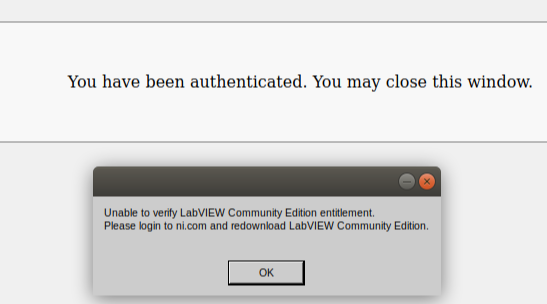 You have been authenticated. You may close this window.
Unable to verify LabVIEW Community Edition entitlement.
Please login to ni.com and redownload LabVIEW Community Edition.
OK